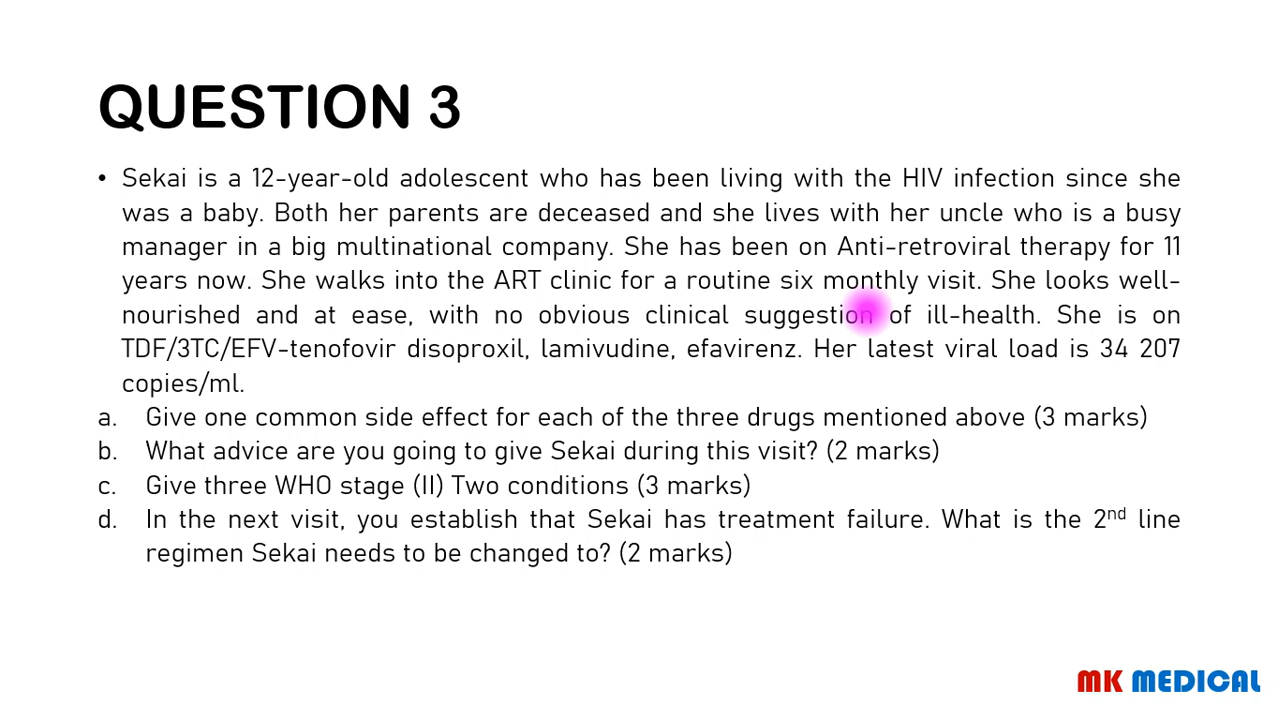 QUESTION 3
• Sekai is a 12-year-old adolescent who has been living with the HIV infection since she
was a baby. Both her parents are deceased and she lives with her uncle who is a busy
manager in a big multinational company. She has been on Anti-retroviral therapy for 11
years now. She walks into the ART clinic for a routine six monthly visit. She looks well-
nourished and at ease, with no obvious clinical suggestion of ill-health. She is on
TDF/3TC/EFV-tenofovir disoproxil, lamivudine, efavirenz. Her latest viral load is 34 207
copies/ml.
a. Give one common side effect for each of the three drugs mentioned above (3 marks)
b. What advice are you going to give Sekai during this visit? (2 marks)
c. Give three WHO stage (II) Two conditions (3 marks)
d. In the next visit, you establish that Sekai has treatment failure. What is the 2nd line
regimen Sekai needs to be changed to? (2 marks)
MK MEDICAL